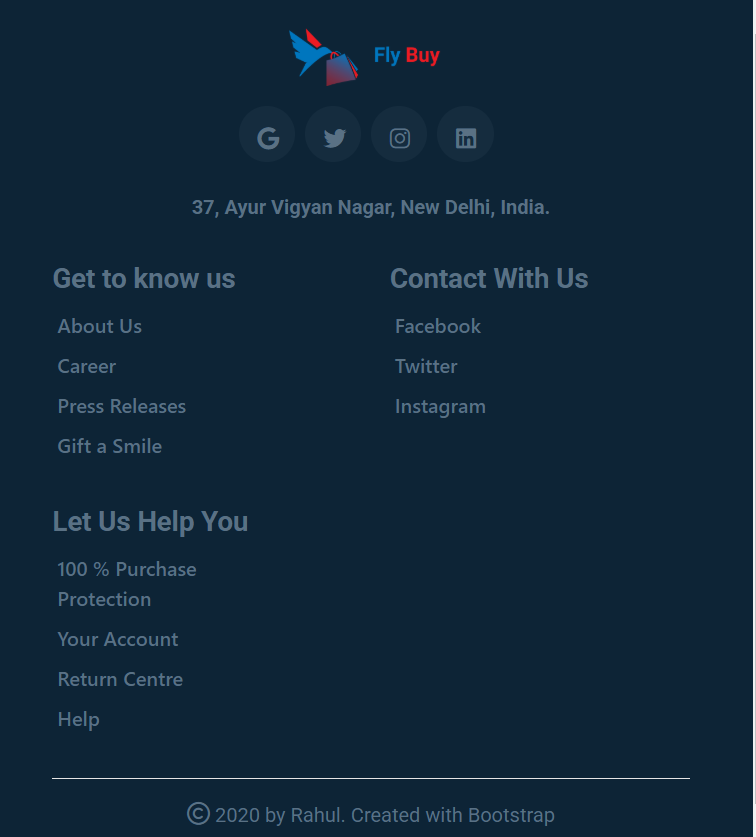 Fly Buy
37, Ayur Vigyan Nagar, New Delhi, India.
Get to know us
About Us
Career
Press Releases
Gift a Smile
Contact With Us
Facebook
Twitter
Instagram
Let Us Help You
100 % Purchase
Protection
Your Account
Return Centre
Help
© 2020 by Rahul. Created with Bootstrap